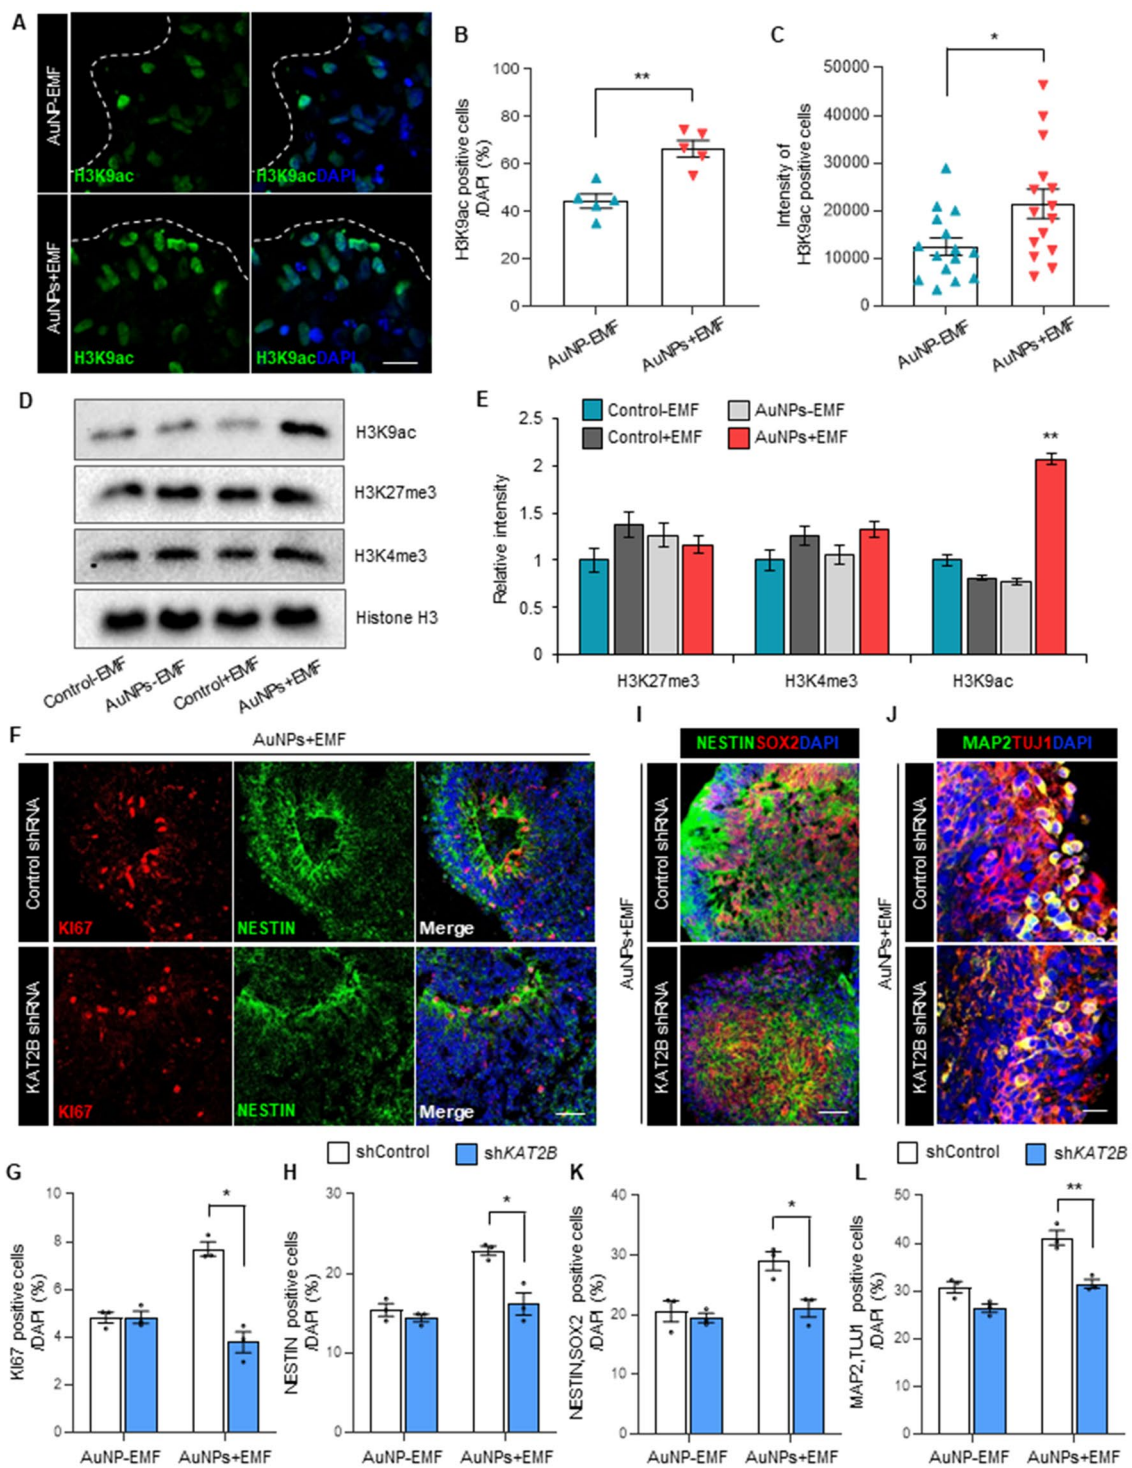 A
AuNP-EMF
H3K9ac
H3K9acDAPI
AuNPs+EMF
H3K9ac
H3K9acDAPI
B
H3K9ac positive cells
/DAPI (%)
100
80
60
40
20
0
**
AuNP-EMF
AuNPs+EMF
C
Intensity of
H3K9ac positive cells
50000
40000
30000
20000
10000
0
*
AuNP-EMF
AuNPs+EMF
D
H3K9ac
H3K27me3
H3K4me3
Histone H3
Control-EMF
AuNPs-EMF
Control+EMF
AuNPs+EMF
E
Control-EMF
AuNPs-EMF
Control+EMF
AuNPs+EMF
Relative intensity
2.5
2
1.5
1
0.5
0
**
H3K27me3
H3K4me3
H3K9ac
F
AuNPs+EMF
Control shRNA
KI67
NESTIN
Merge
KAT2B shRNA
KI67
NESTIN
Merge
I
NESTINSOX2DAPI
AuNPs+EMF
Control shRNA
KAT2B shRNA
J
MAP2TUJ1DAPI
AuNPs+EMF
Control shRNA
KAT2B shRNA
shControl
shKAT2B
shControl
shKAT2B
G
KI67 positive cells
/DAPI (%)
10
8
6
4
2
0
*
AuNP-EMF
AuNPs+EMF
H
NESTIN positive cells
/DAPI (%)
30
20
10
0
*
AuNP-EMF
AuNPs+EMF
K
NESTIN,SOX2 positive cells
/DAPI (%)
40
30
20
10
0
*
AuNP-EMF
AuNPs+EMF
L
MAP2,TUJ1 positive cells
/DAPI (%)
50
40
30
20
10
0
**
AuNP-EMF
AuNPs+EMF